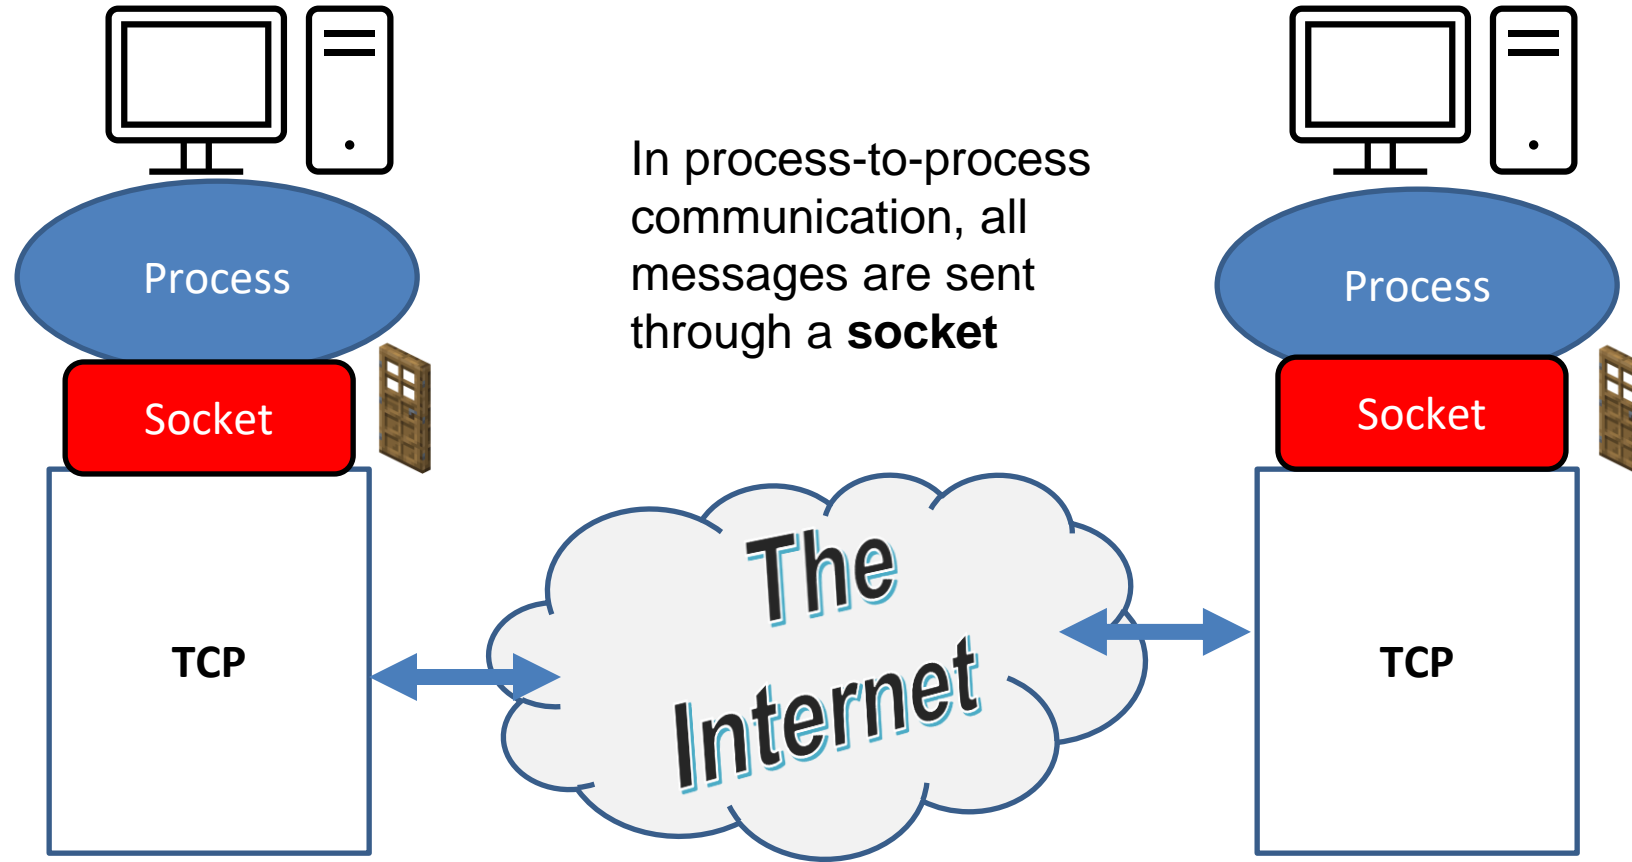 In process-to-process
communication, all
messages are sent
through a socket
Process
Socket
TCP
The
Internet
Process
Socket
TCP